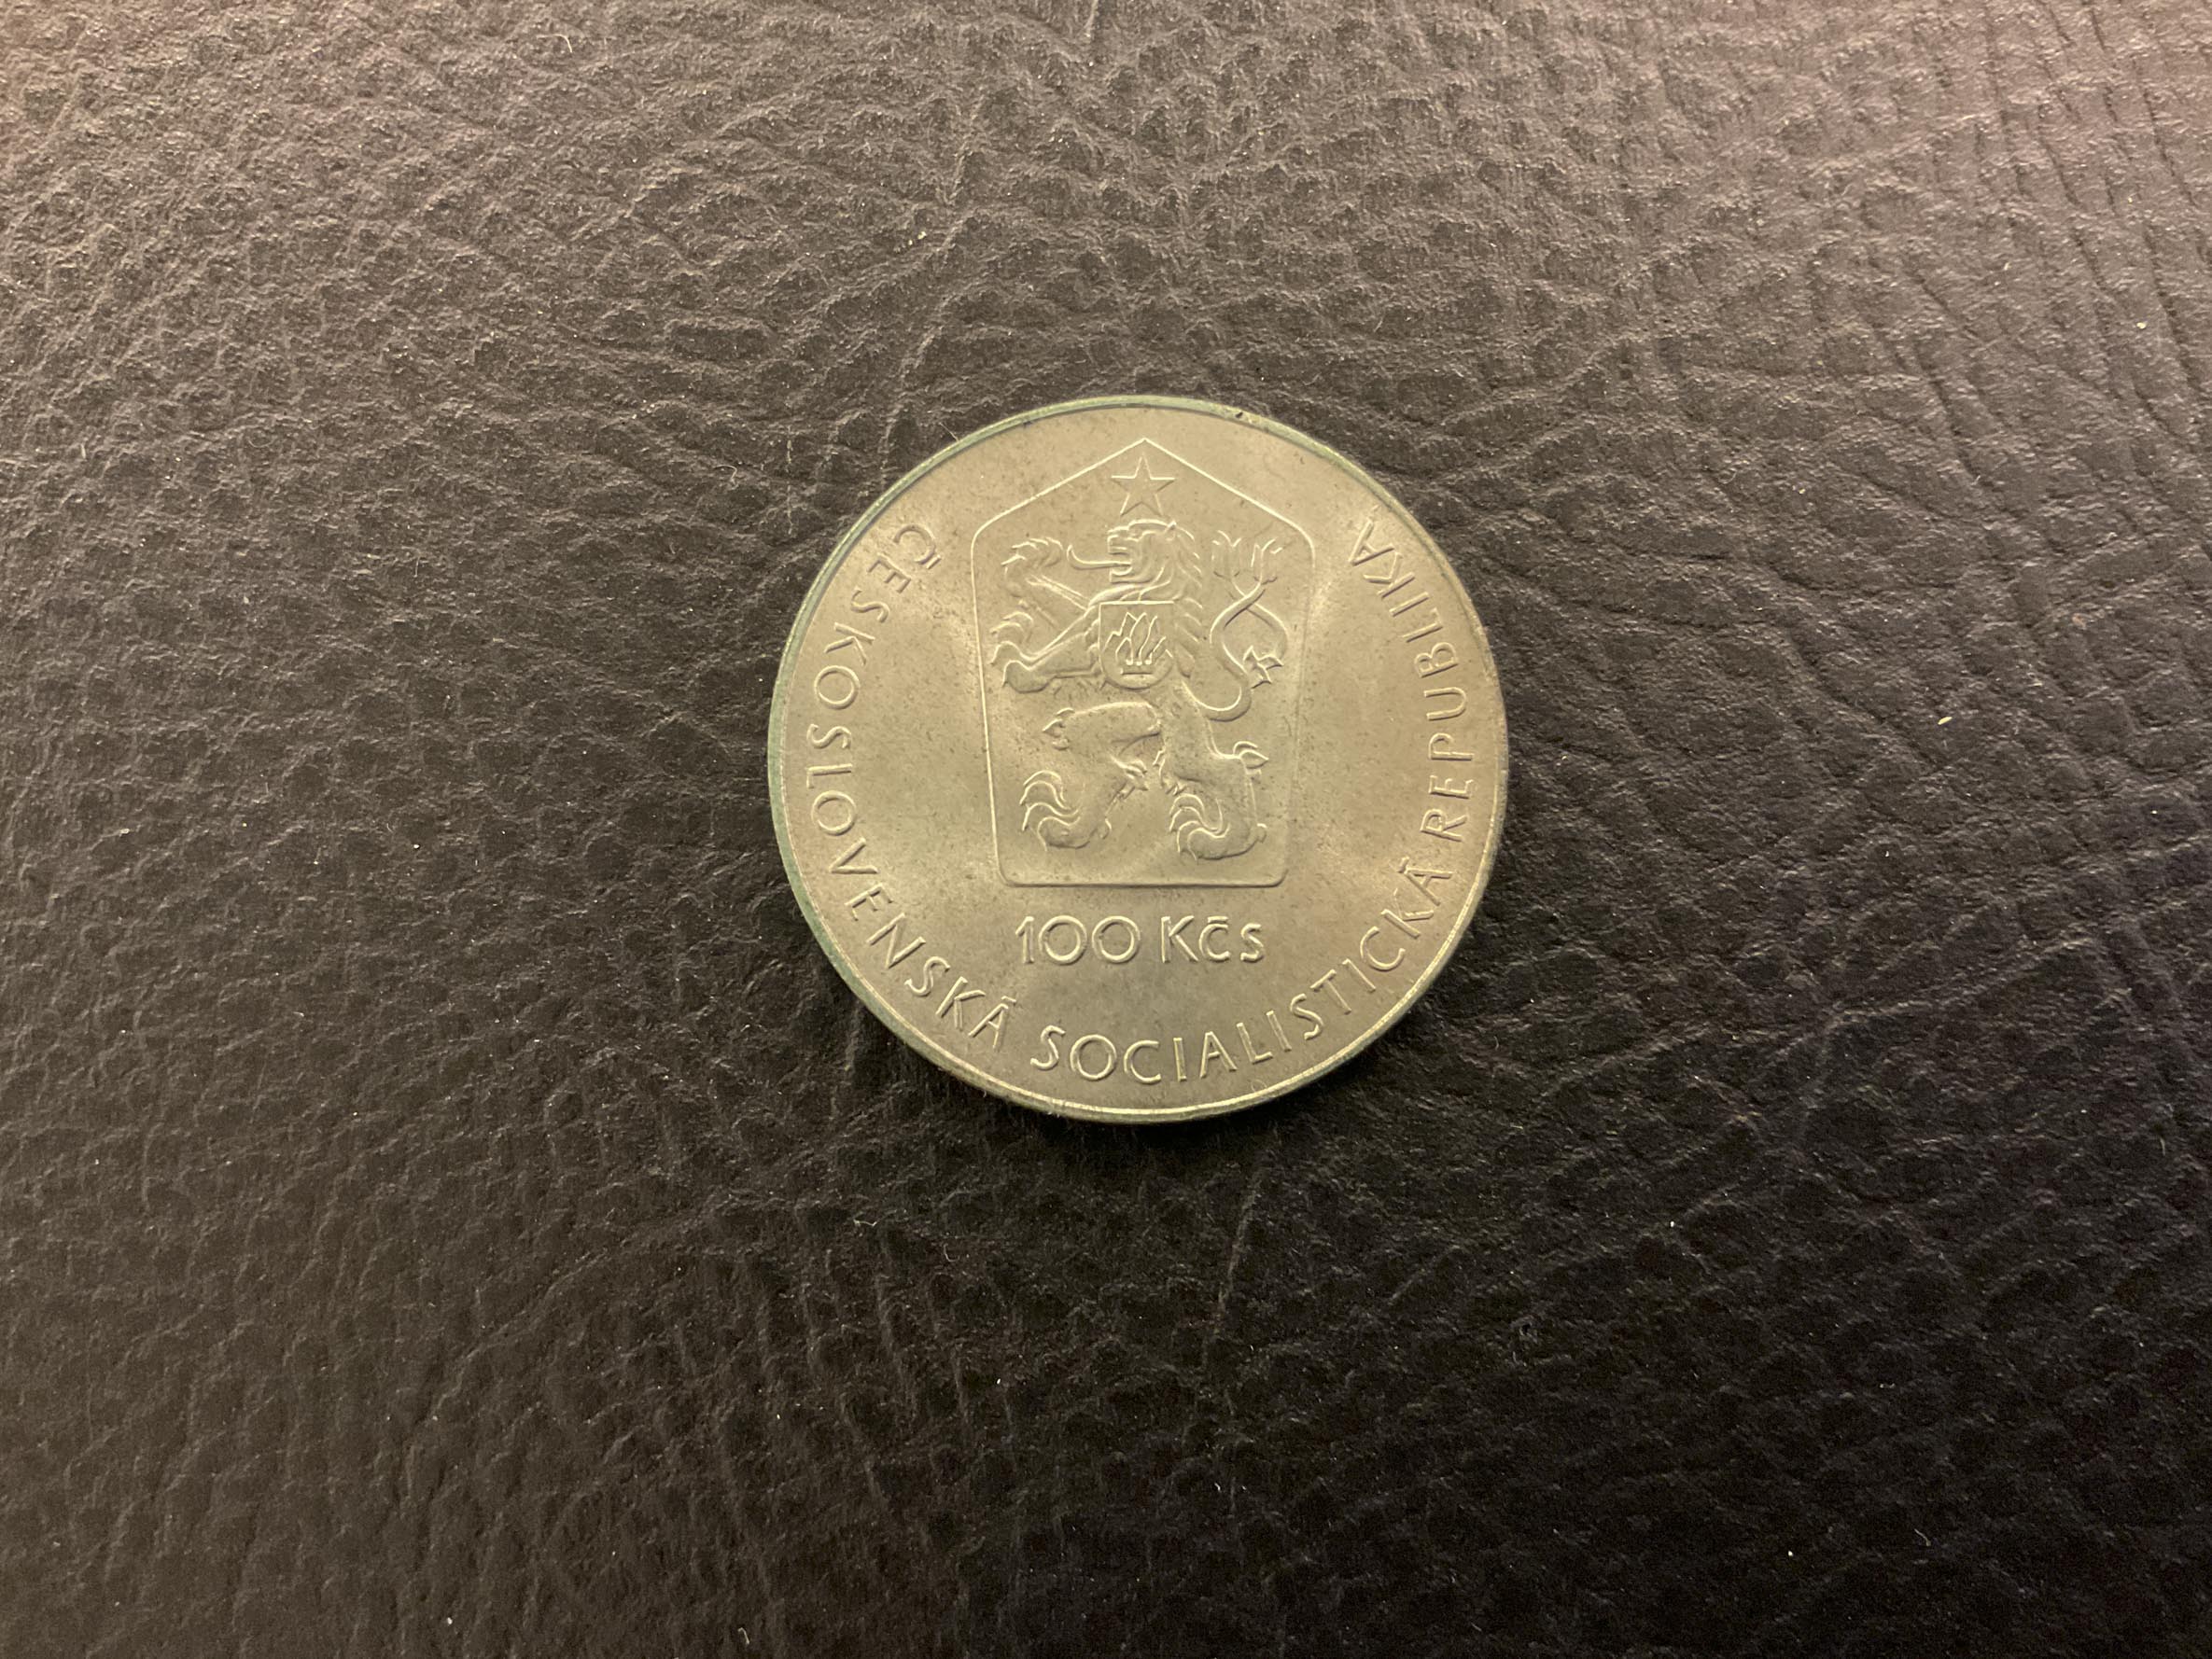 100 Kčs
ČESKOSLOVENSKÁ SOCIALISTICKÁ REPUBLIKA